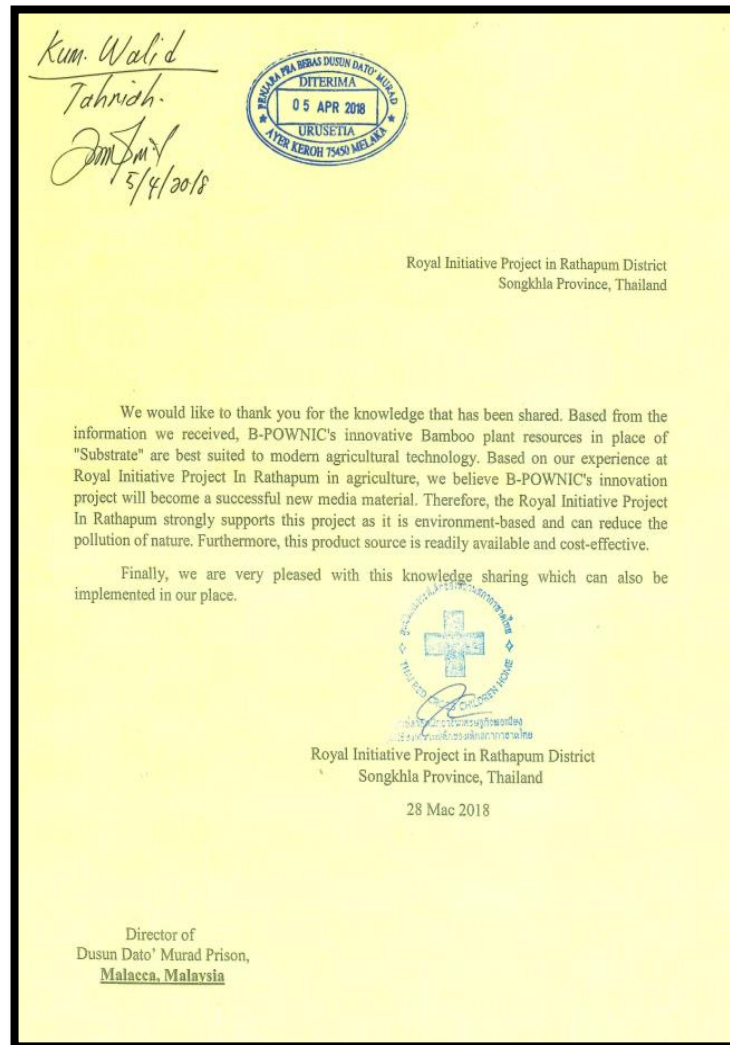 Kum. Walid
Tahniah.
5/4/2018
PENJARA PRA BEBAS DUSUN DATO' MURAD
DITERIMA
05 APR 2018
URUSETIA
AYER KEROH 75450 MELAKA
Royal Initiative Project in Rathapum District
Songkhla Province, Thailand
We would like to thank you for the knowledge that has been shared. Based from the
information we received, B-POWNIC's innovative Bamboo plant resources in place of
"Substrate" are best suited to modern agricultural technology. Based on our experience at
Royal Initiative Project In Rathapum in agriculture, we believe B-POWNIC's innovation
project will become a successful new media material. Therefore, the Royal Initiative Project
In Rathapum strongly supports this project as it is environment-based and can reduce the
pollution of nature. Furthermore, this product source is readily available and cost-effective.
Finally, we are very pleased with this knowledge sharing which can also be
implemented in our place.
THAI RED CROSS CHILDREN HOME
Royal Initiative Project in Rathapum District
Songkhla Province, Thailand
28 Mac 2018
Director of
Dusun Dato' Murad Prison,
Malacca, Malaysia